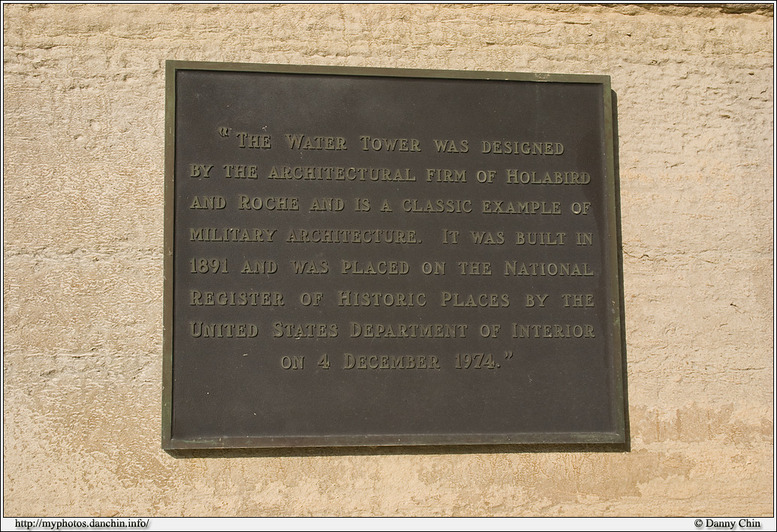 “THE WATER TOWER WAS DESIGNED
BY THE ARCHITECTURAL FIRM OF HOLABIRD
AND ROCHE AND IS A CLASSIC EXAMPLE OF
MILITARY ARCHITECTURE. IT WAS BUILT IN
1891 AND WAS PLACED ON THE NATIONAL
REGISTER OF HISTORIC PLACES BY THE
UNITED STATES DEPARTMENT OF INTERIOR
ON 4 DECEMBER 1974.”
http://myphotos.danchin.info/
© Danny Chin